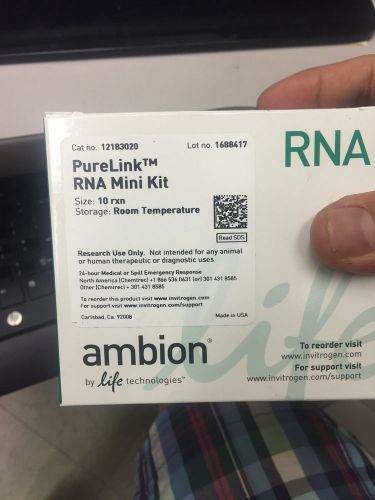 Cat no. 12183020 Lot no. 1688417
PureLink™
RNA Mini Kit
Size: 10 rxn
Storage: Room Temperature
Read SDS
Research Use Only. Not intended for any animal
or human therapeutic or diagnostic uses.
24-hour Medical or Spill Emergency Response
North America (Chemtrec) +1 866 536 0631 (or) 301 431 8585
Other (Chemtrec) + 301 431 8585
To reorder this product visit www.invitrogen.com
For support visit www.invitrogen.com/support
Carlsbad, Ca. 92008 Made in USA
RNA
ambion®
by life technologies™
To reorder visit
www.invitrogen.com
For support visit
www.invitrogen.com/support
life